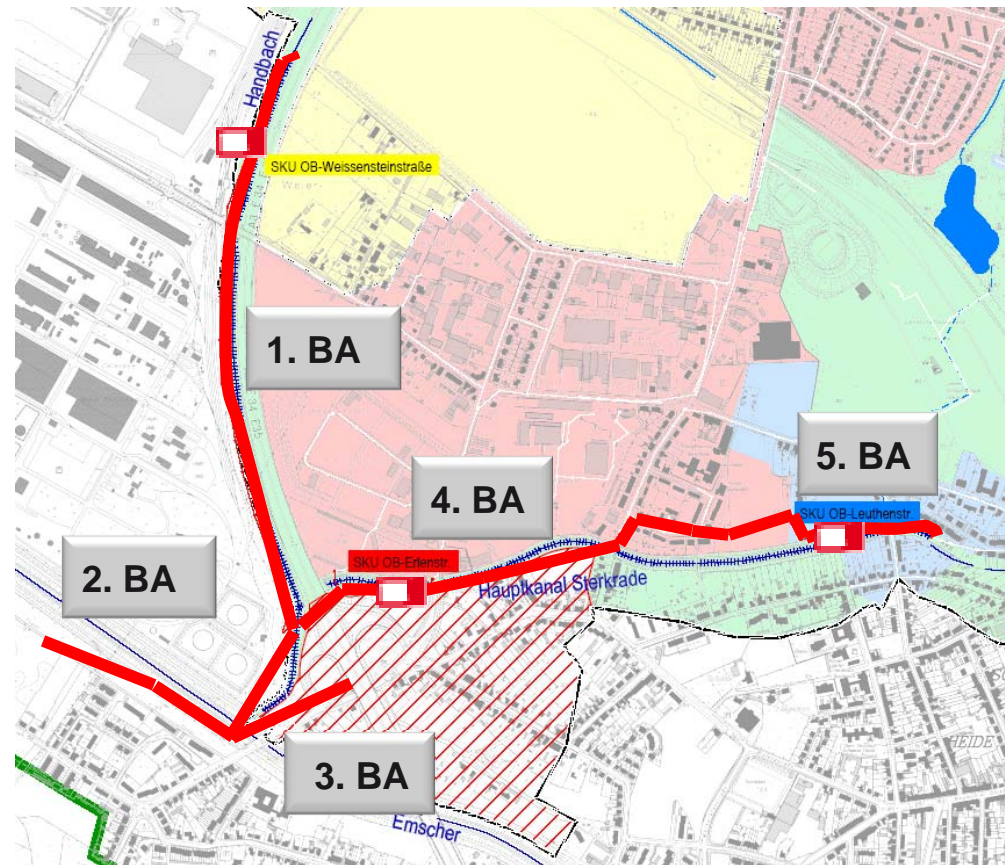 Handbach
SKU OB-Weissensteinstraße
1. BA
5. BA
4. BA
SKU OB-Leuthenstr.
2. BA
SKU OB-Erlenstr.
Hauptkanal Sterkrade
HEIDE
3. BA
Emscher